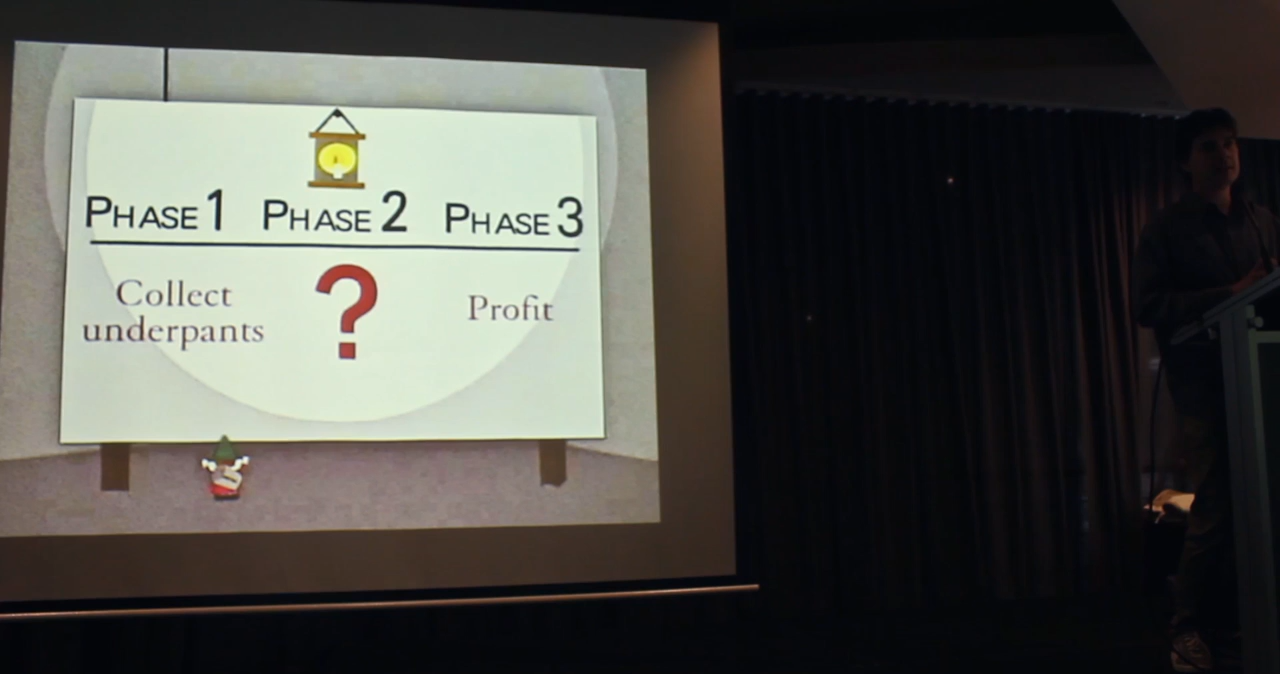 PHASE 1 PHASE 2 PHASE 3
Collect
underpants
?
Profit